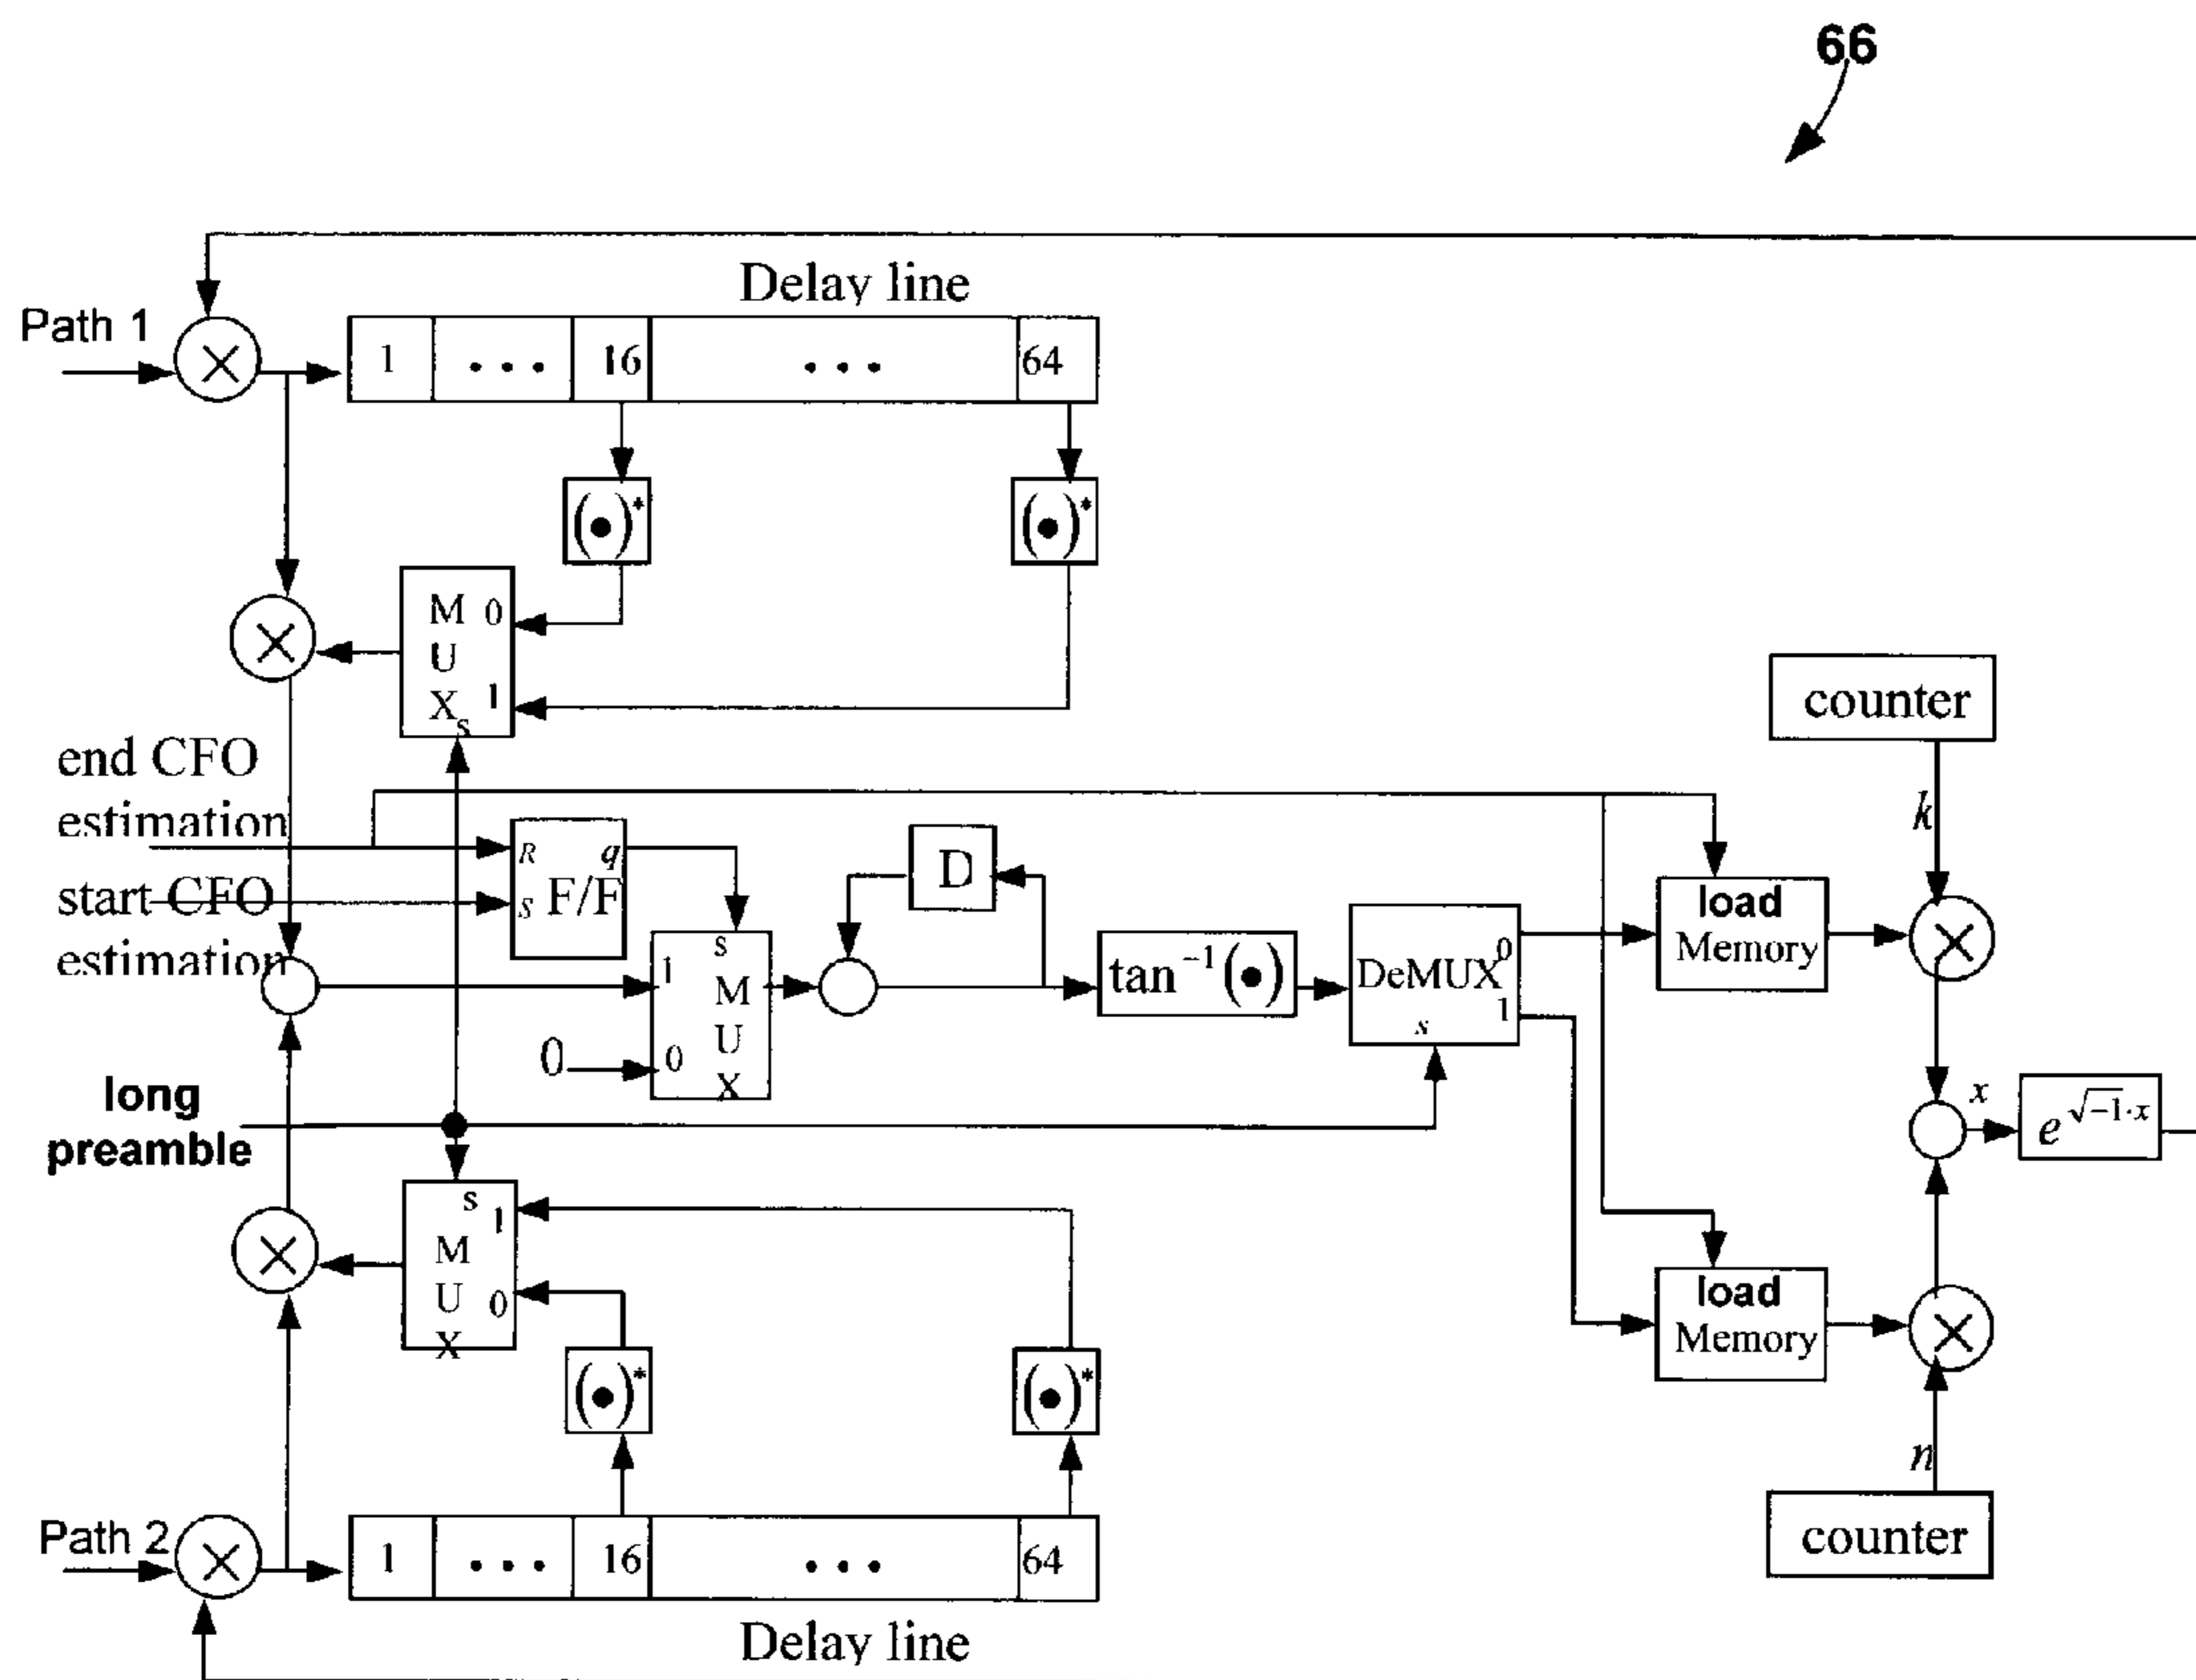 66
Delay line
Path 1
1 ... 16 ... 64
(•)* (•)*
M 0
U
X 1
s
end CFO
estimation
R q
S F/F
start CFO
estimation
counter
k
D
load
Memory
s
1 M
U
0 0 X
tan⁻¹(•)
DeMUX 0
1
s
long
preamble
x
e^√-1·x
s
1
M
U 0
X
load
Memory
(•)* (•)*
n
counter
Path 2
1 ... 16 ... 64
Delay line